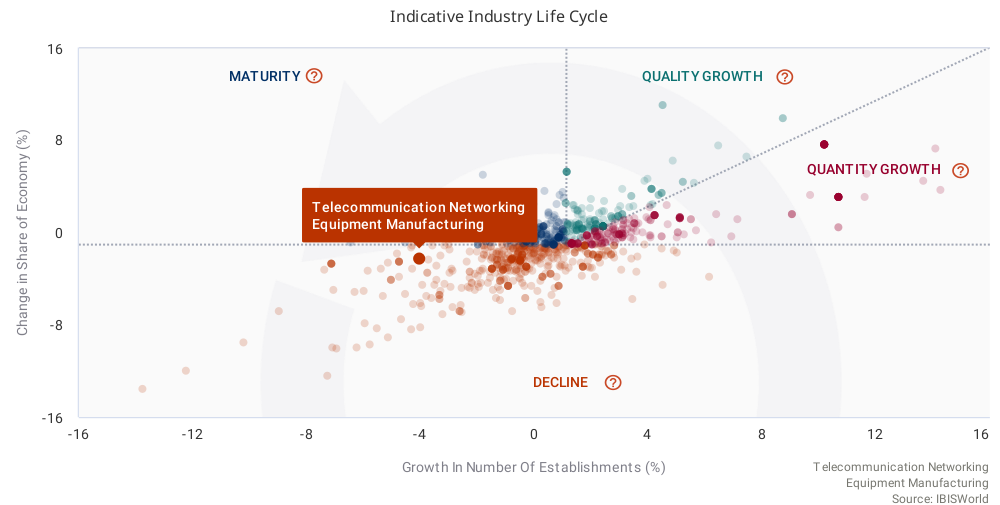 Indicative Industry Life Cycle
16
MATURITY ?
QUALITY GROWTH ?
8
QUANTITY GROWTH ?
Telecommunication Networking
Equipment Manufacturing
0
Change in Share of Economy (%)
-8
DECLINE ?
-16
-16 -12 -8 -4 0 4 8 12 16
Growth In Number Of Establishments (%)
Telecommunication Networking
Equipment Manufacturing
Source: IBISWorld